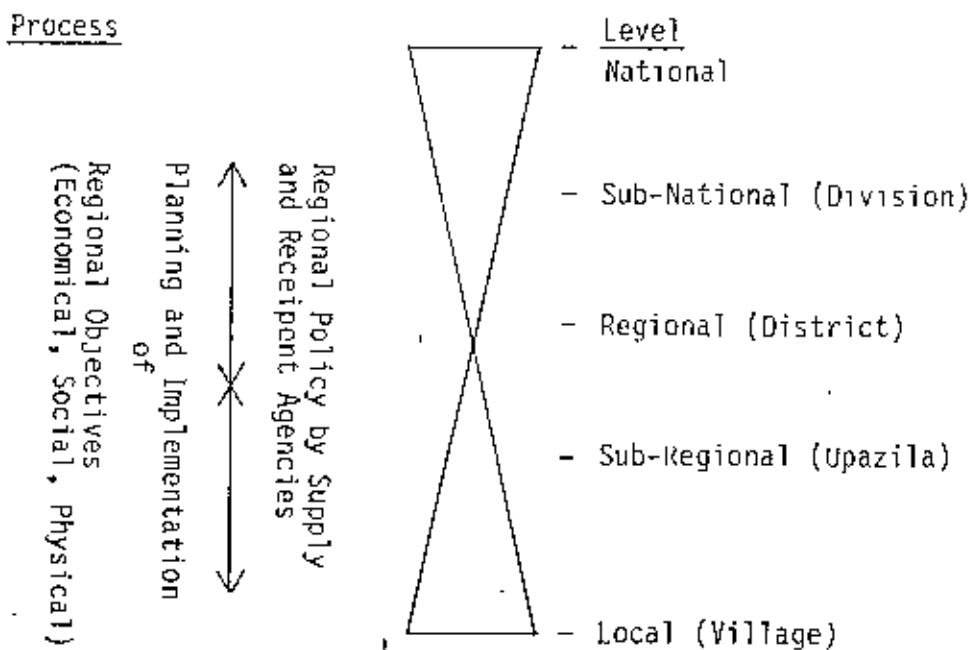 Process
Level
National
Sub-National (Division)
Regional (District)
Sub-Regional (Upazila)
Local (Village)
Regional Policy by Supply
and Receipent Agencies
Planning and Implementation
of
Regional Objectives
(Economical, Social, Physical)